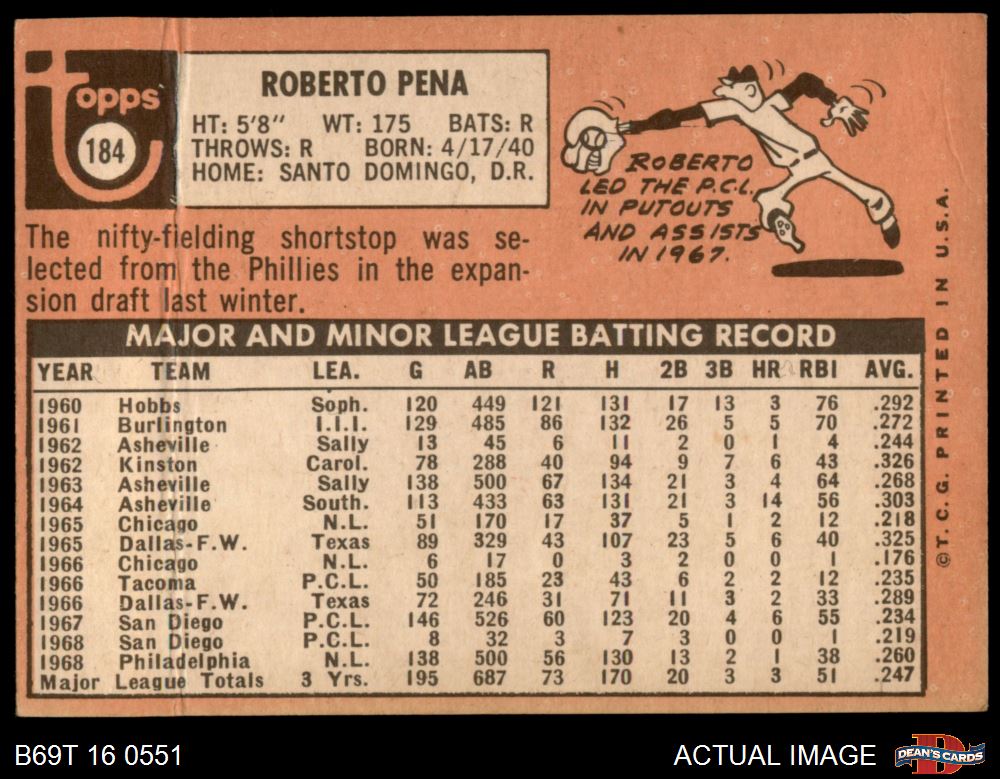 topps
184
ROBERTO PENA
HT: 5'8" WT: 175 BATS: R
THROWS: R BORN: 4/17/40
HOME: SANTO DOMINGO, D.R.
ROBERTO
LED THE P.C.L.
IN PUTOUTS
AND ASSISTS
IN 1967.
The nifty-fielding shortstop was se-
lected from the Phillies in the expan-
sion draft last winter.
MAJOR AND MINOR LEAGUE BATTING RECORD
YEAR TEAM LEA. G AB R H 2B 3B HR RBI AVG.
1960 Hobbs Soph. 120 449 121 131 17 13 3 76 .292
1961 Burlington I.I.I. 129 485 86 132 26 5 5 70 .272
1962 Asheville Sally 13 45 6 11 2 0 1 4 .244
1962 Kinston Carol. 78 288 40 94 9 7 6 43 .326
1963 Asheville Sally 138 500 67 134 21 3 4 64 .268
1964 Asheville South. 113 433 63 131 21 3 14 56 .303
1965 Chicago N.L. 51 170 17 37 5 1 2 12 .218
1965 Dallas-F.W. Texas 89 329 43 107 23 5 6 40 .325
1966 Chicago N.L. 6 17 0 3 2 0 0 1 .176
1966 Tacoma P.C.L. 50 185 23 43 6 2 2 12 .235
1966 Dallas-F.W. Texas 72 246 31 71 11 3 2 33 .289
1967 San Diego P.C.L. 146 526 60 123 20 4 6 55 .234
1968 San Diego P.C.L. 8 32 3 7 3 0 0 1 .219
1968 Philadelphia N.L. 138 500 56 130 13 2 1 38 .260
Major League Totals 3 Yrs. 195 687 73 170 20 3 3 51 .247
©T.C.G. PRINTED IN U.S.A.
B69T 16 0551
ACTUAL IMAGE
DEAN'S CARDS